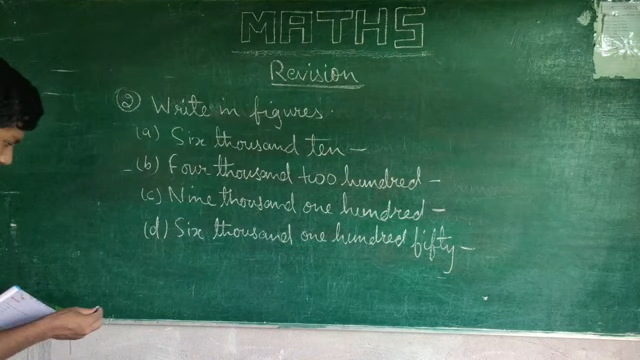 MATHS
Revision
② Write in figures.
(a) Six thousand ten —
(b) Four thousand two hundred —
(c) Nine thousand one hundred —
(d) Six thousand one hundred fifty —